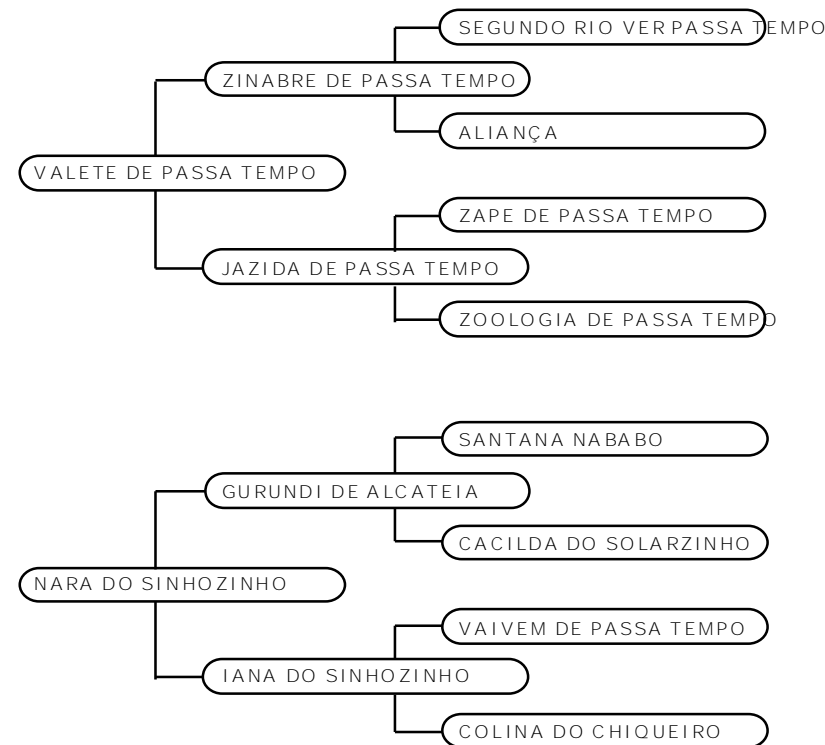 SEGUNDO RIO VER PASSA TEMPO
ZINABRE DE PASSA TEMPO
ALIANÇA
VALETE DE PASSA TEMPO
ZAPE DE PASSA TEMPO
JAZIDA DE PASSA TEMPO
ZOOLOGIA DE PASSA TEMPO
SANTANA NABABO
GURUNDI DE ALCATEIA
CACILDA DO SOLARZINHO
NARA DO SINHOZINHO
VAIVEM DE PASSA TEMPO
IANA DO SINHOZINHO
COLINA DO CHIQUEIRO